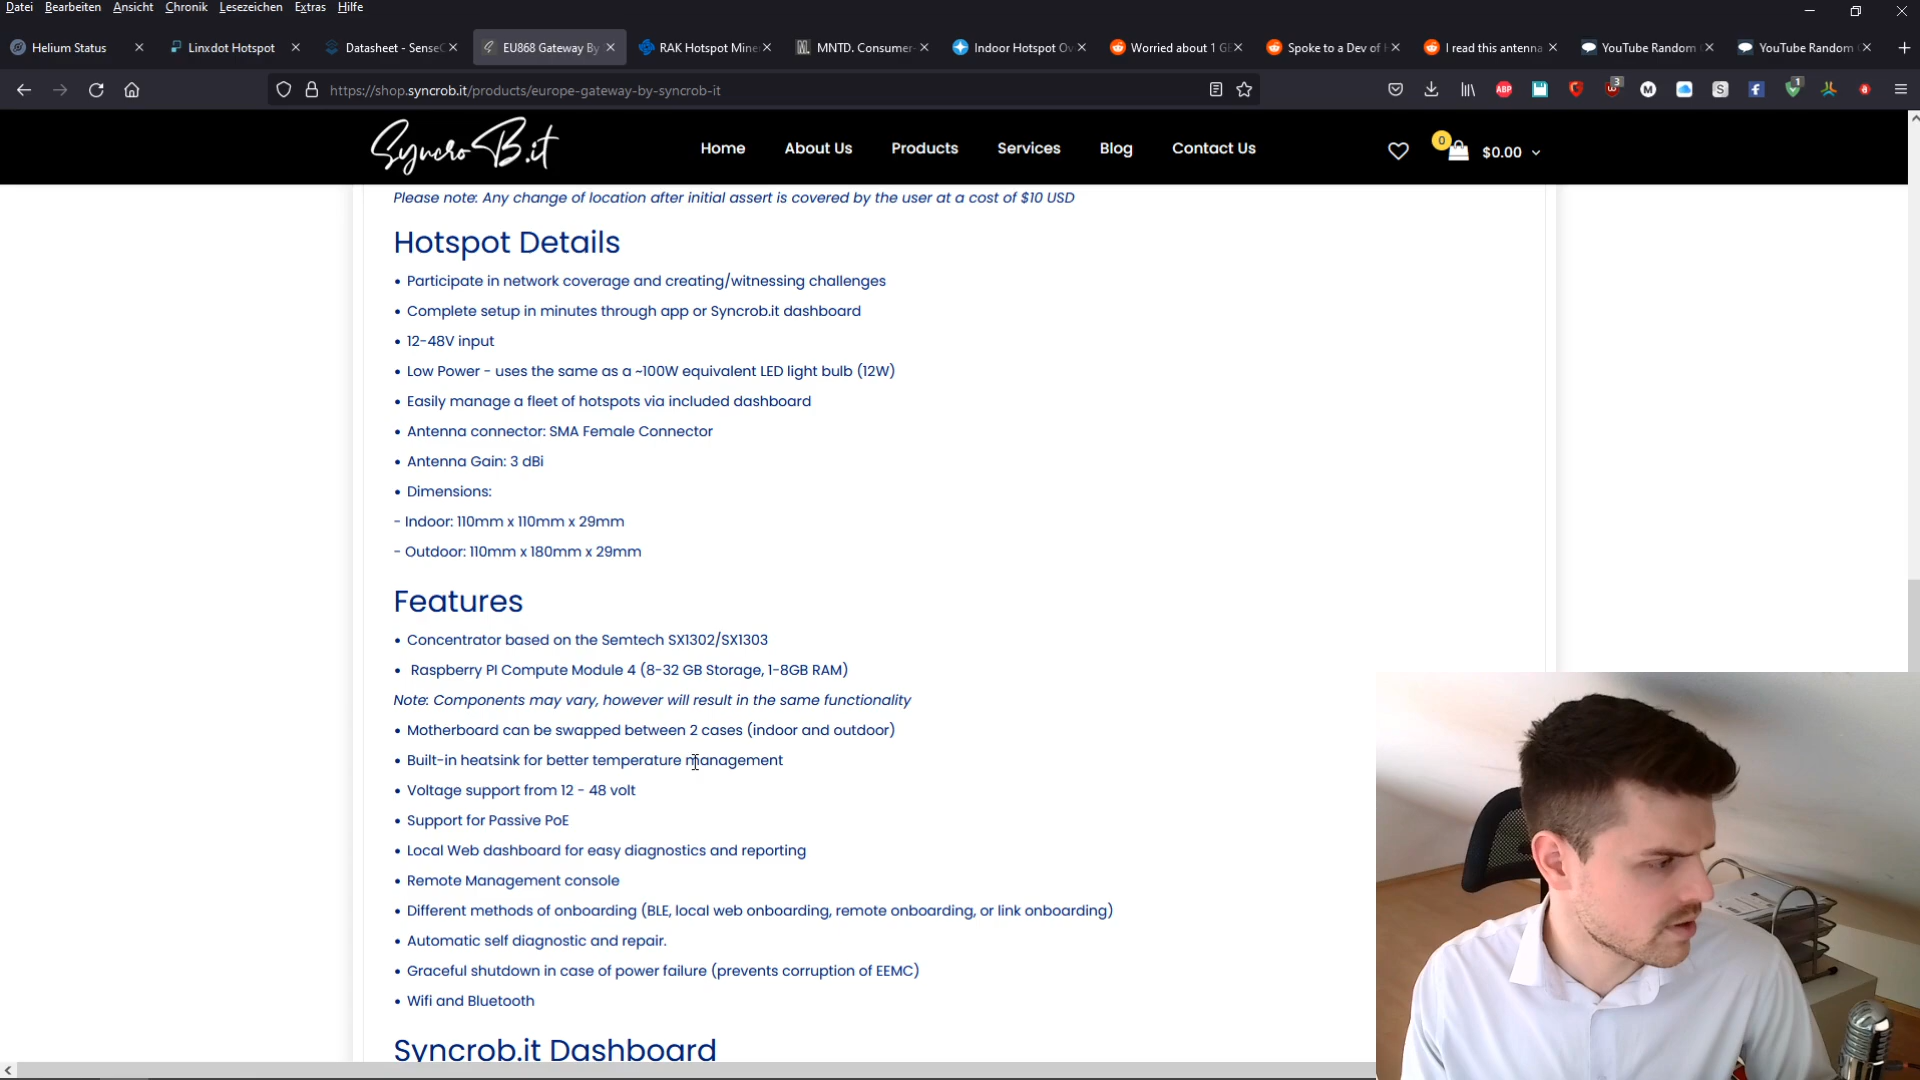 Datei Bearbeiten Ansicht Chronik Lesezeichen Extras Hilfe
Helium Status Linxdot Hotspot Datasheet - SenseC EU868 Gateway By RAK Hotspot Mine MNTD. Consumer- Indoor Hotspot Ov Worried about 1 G Spoke to a Dev of I read this antenna YouTube Random YouTube Random
https://shop.syncrob.it/products/europe-gateway-by-syncrob-it
SyncroB.it Home About Us Products Services Blog Contact Us 0 $0.00
Please note: Any change of location after initial assert is covered by the user at a cost of $10 USD
Hotspot Details
• Participate in network coverage and creating/witnessing challenges
• Complete setup in minutes through app or Syncrob.it dashboard
• 12-48V input
• Low Power - uses the same as a ~100W equivalent LED light bulb (12W)
• Easily manage a fleet of hotspots via included dashboard
• Antenna connector: SMA Female Connector
• Antenna Gain: 3 dBi
• Dimensions:
- Indoor: 110mm x 110mm x 29mm
- Outdoor: 110mm x 180mm x 29mm
Features
• Concentrator based on the Semtech SX1302/SX1303
• Raspberry PI Compute Module 4 (8-32 GB Storage, 1-8GB RAM)
Note: Components may vary, however will result in the same functionality
• Motherboard can be swapped between 2 cases (indoor and outdoor)
• Built-in heatsink for better temperature management
• Voltage support from 12 - 48 volt
• Support for Passive PoE
• Local Web dashboard for easy diagnostics and reporting
• Remote Management console
• Different methods of onboarding (BLE, local web onboarding, remote onboarding, or link onboarding)
• Automatic self diagnostic and repair.
• Graceful shutdown in case of power failure (prevents corruption of EEMC)
• Wifi and Bluetooth
Syncrob.it Dashboard